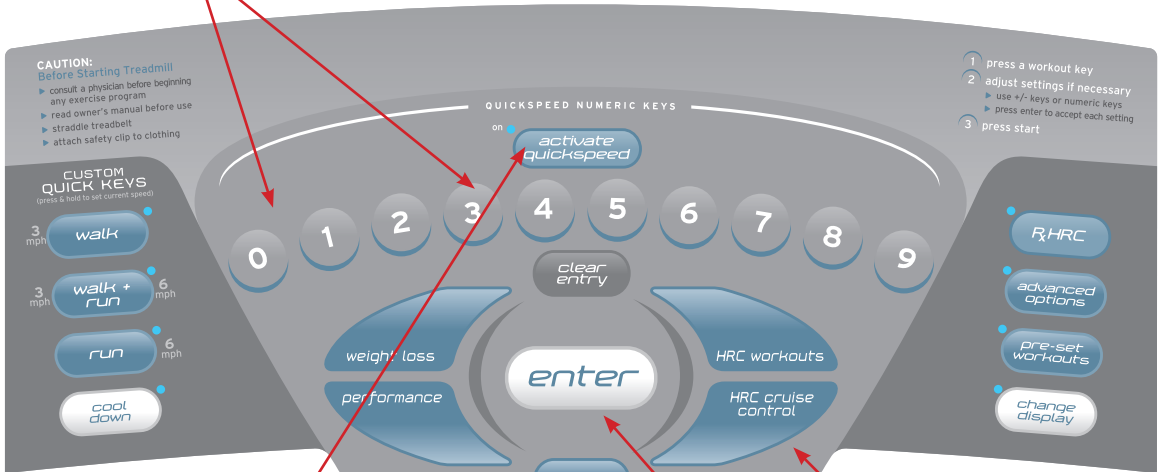 CAUTION:
Before Starting Treadmill
consult a physician before beginning
any exercise program
read owner's manual before use
straddle treadbelt
attach safety clip to clothing
CUSTOM
QUICK KEYS
(press & hold to set current speed)
3
mph
walk
3
mph
walk +
run
6
mph
run
6
mph
cool
down
QUICKSPEED NUMERIC KEYS
on
activate
quickspeed
0
1
2
3
4
5
6
7
8
9
clear
entry
weight loss
HRC workouts
enter
performance
HRC cruise
control
1 press a workout key
2 adjust settings if necessary
use +/- keys or numeric keys
press enter to accept each setting
3 press start
RxHRC
advanced
options
pre-set
workouts
change
display